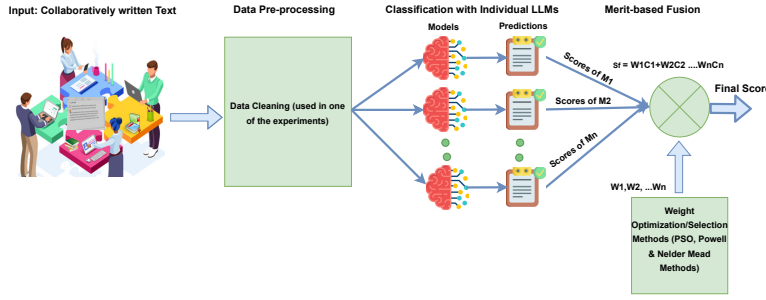 Input: Collaboratively written Text
Data Pre-processing
Classification with Individual LLMs
Merit-based Fusion
Models
Predictions
Data Cleaning (used in one
of the experiments)
Scores of M1
Scores of M2
Scores of Mn
Sf = W1C1+W2C2 ....WnCn
Final Score
W1,W2, ...Wn
Weight
Optimization/Selection
Methods (PSO, Powell
& Nelder Mead
Methods)